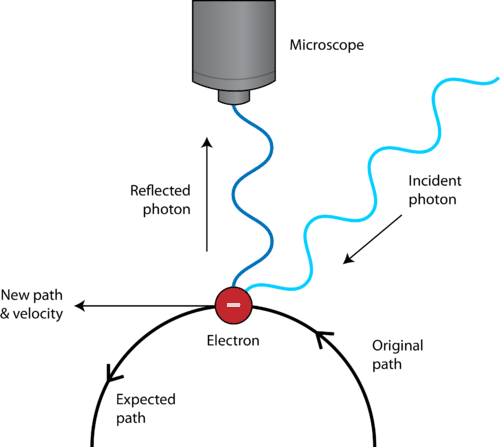 Microscope
Reflected
photon
Incident
photon
New path
& velocity
Electron
Original
path
Expected
path